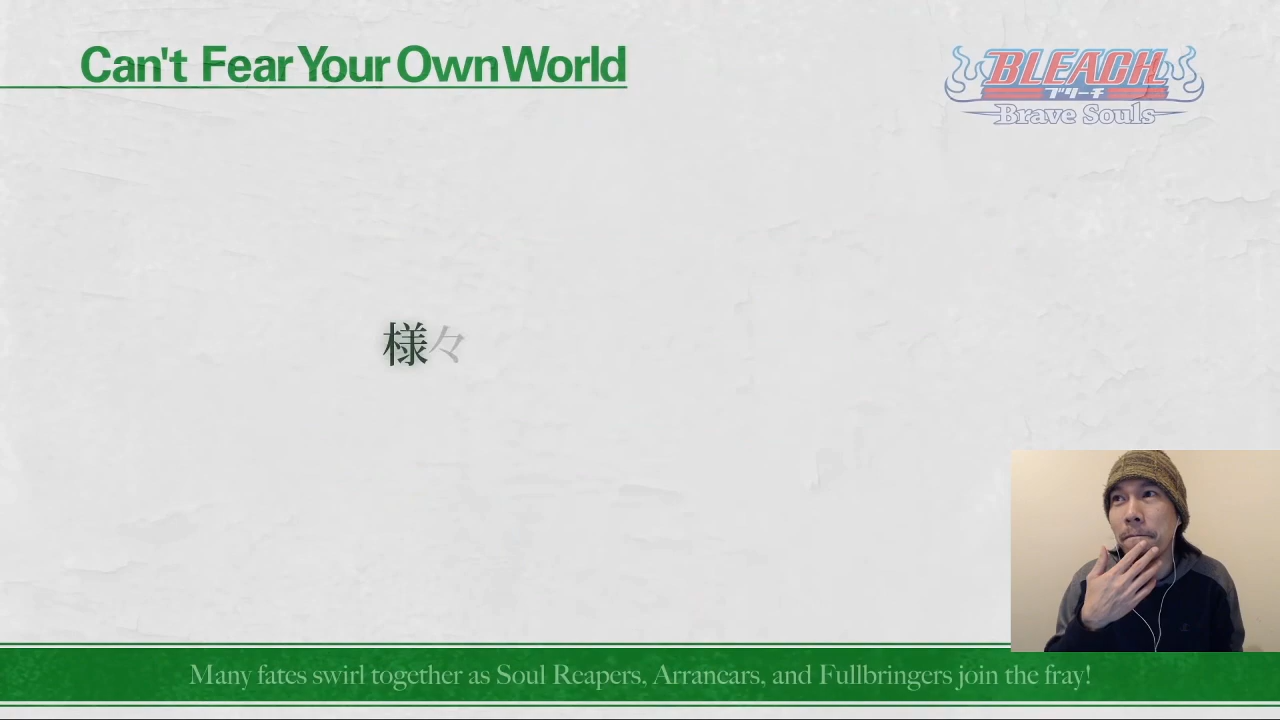 Can't Fear Your Own World
BLEACH
ブリーチ
Brave Souls
様々
Many fates swirl together as Soul Reapers, Arrancars, and Fullbringers join the fray!